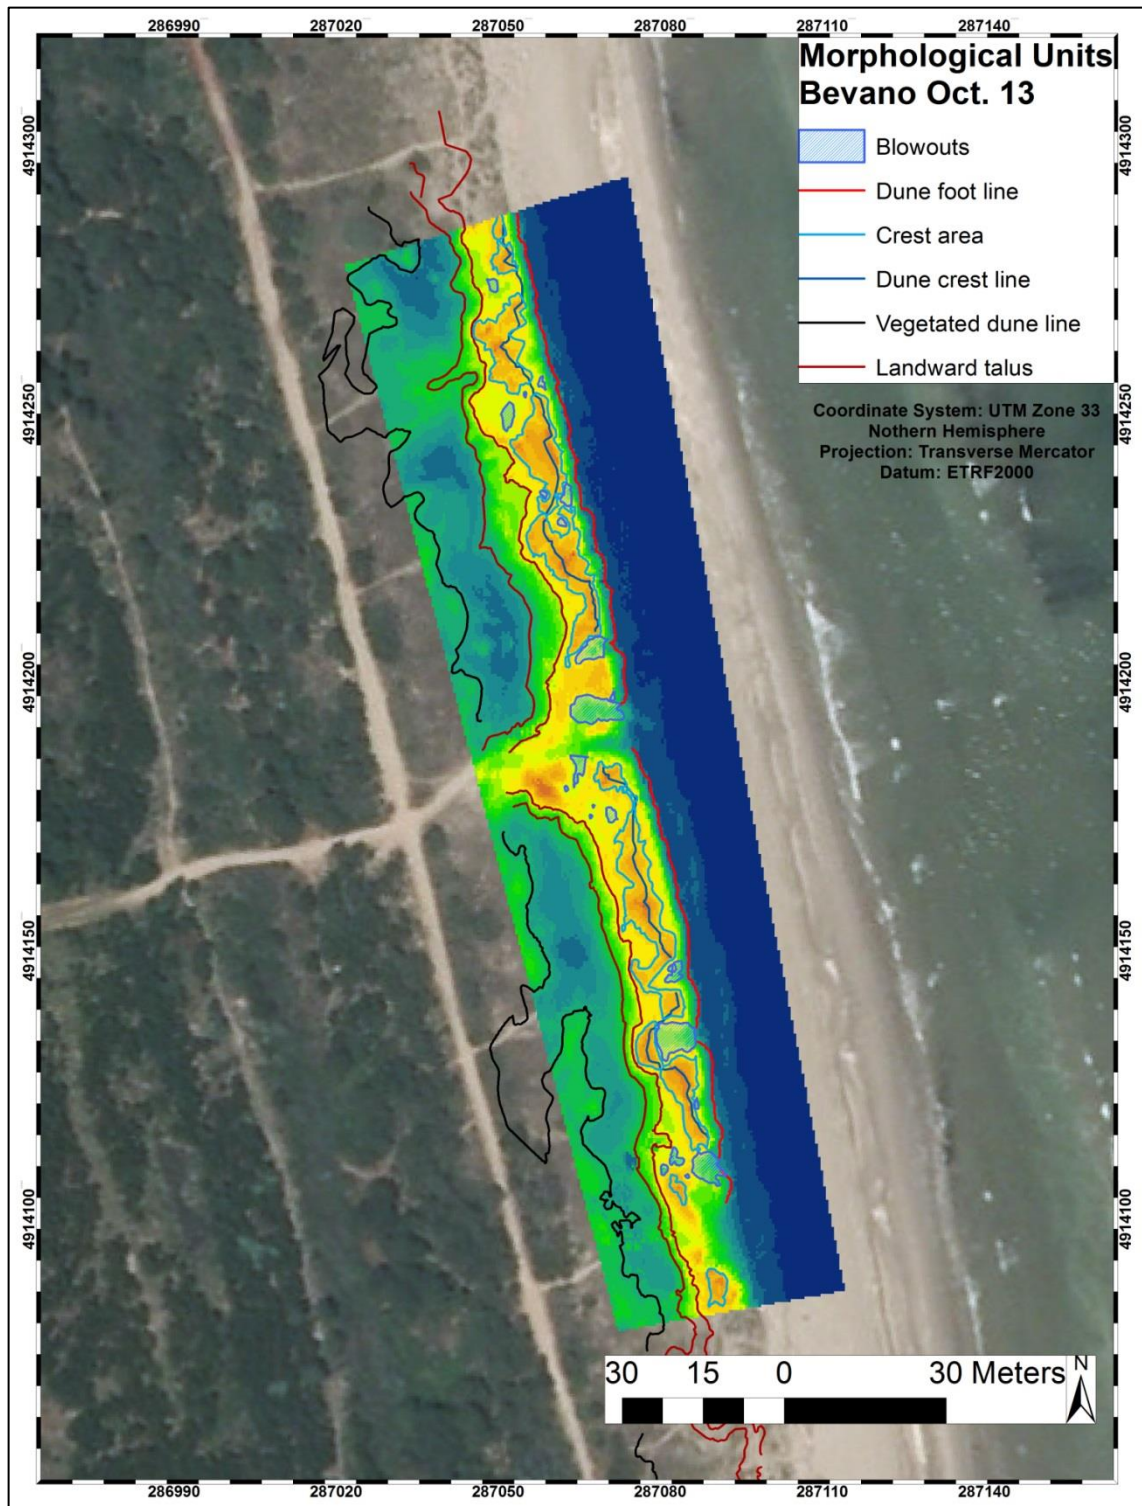 286990 287020 287050 287080 287110 287140
Morphological Units
Bevano Oct. 13
Blowouts
Dune foot line
Crest area
Dune crest line
Vegetated dune line
Landward talus
Coordinate System: UTM Zone 33
Nothern Hemisphere
Projection: Transverse Mercator
Datum: ETRF2000
4914300 4914300
4914250 4914250
4914200 4914200
4914150 4914150
4914100 4914100
30 15 0 30 Meters
N
286990 287020 287050 287080 287110 287140